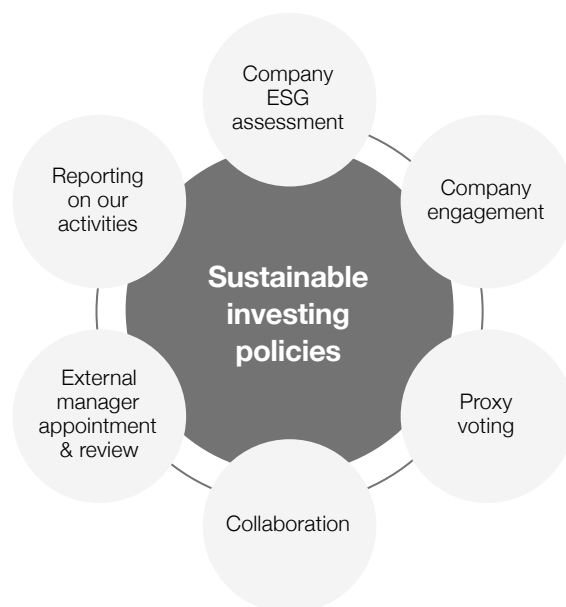 Company
ESG
assessment
Company
engagement
Proxy
voting
Collaboration
External
manager
appointment
& review
Reporting
on our
activities
Sustainable
investing
policies